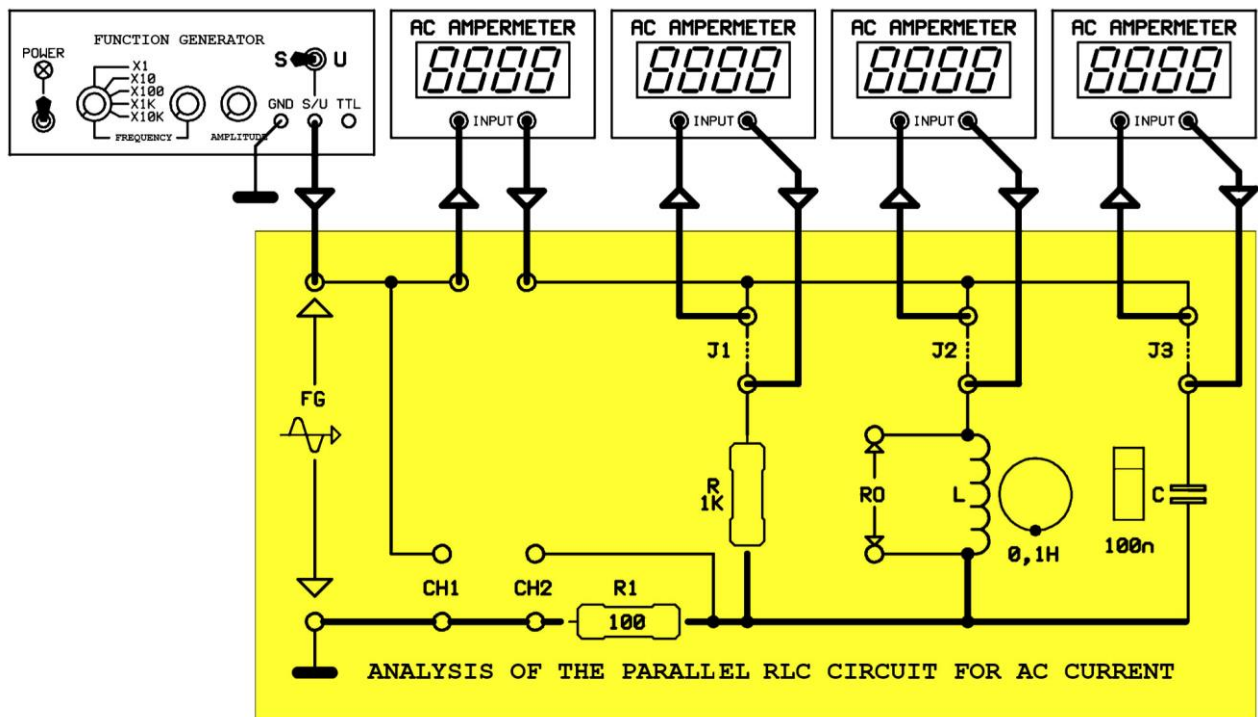 FUNCTION GENERATOR
POWER
X1
X10
X100
X1K
X10K
FREQUENCY
AMPLITUDE
S U
GND S/U TTL
AC AMPERMETER
8888
INPUT
AC AMPERMETER
8888
INPUT
AC AMPERMETER
8888
INPUT
AC AMPERMETER
8888
INPUT
J1
J2
J3
FG
R
1K
RO
L
0,1H
C
100n
CH1
CH2
R1
100
ANALYSIS OF THE PARALLEL RLC CIRCUIT FOR AC CURRENT